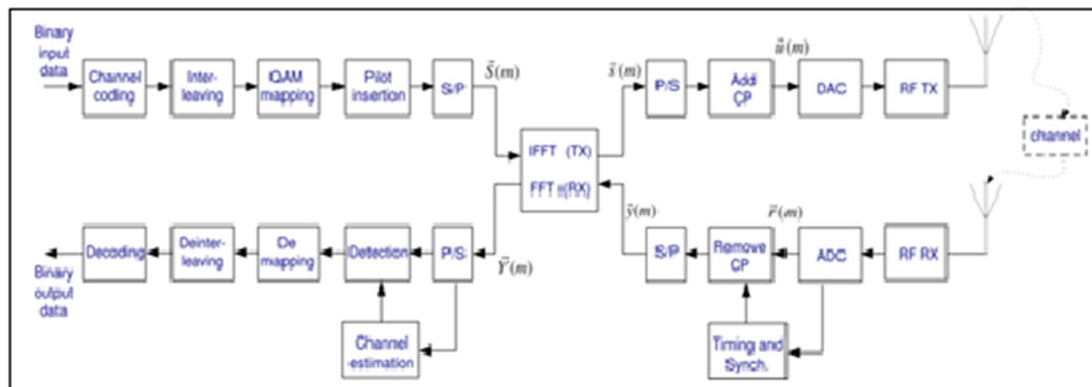 Binary
input
data
Channel
coding
Inter-
leaving
IQAM
mapping
Pilot
insertion
S/P
S(m)
IFFT (TX)
FFT (RX)
s(m)
P/S
Add
CP
u(m)
DAC
RF TX
channel
RF RX
ADC
r(m)
Remove
CP
S/P
y(m)
Timing and
Synch.
Y(m)
P/S
Detection
De
mapping
Deinter-
leaving
Decoding
Binary
output
data
Channel
-estimation